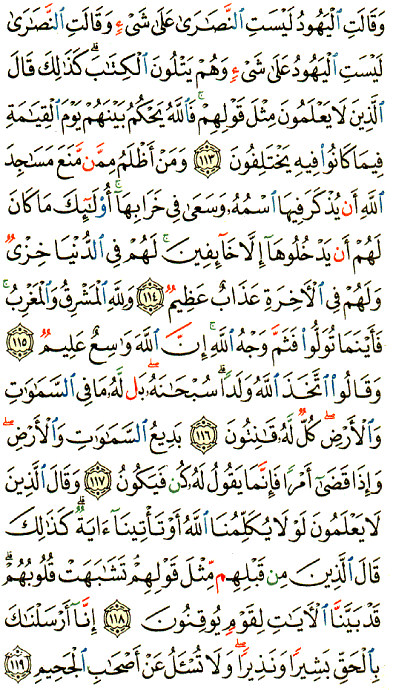 وَقَالَتِ ٱلْيَهُودُ لَيْسَتِ ٱلنَّصَـٰرَىٰ عَلَىٰ شَىْءٍ وَقَالَتِ ٱلنَّصَـٰرَىٰ
لَيْسَتِ ٱلْيَهُودُ عَلَىٰ شَىْءٍ وَهُمْ يَتْلُونَ ٱلْكِتَـٰبَ ۗ كَذَٰلِكَ قَالَ
ٱلَّذِينَ لَا يَعْلَمُونَ مِثْلَ قَوْلِهِمْ ۚ فَٱللَّهُ يَحْكُمُ بَيْنَهُمْ يَوْمَ ٱلْقِيَـٰمَةِ
فِيمَا كَانُوا۟ فِيهِ يَخْتَلِفُونَ ١١٣ وَمَنْ أَظْلَمُ مِمَّن مَّنَعَ مَسَـٰجِدَ
ٱللَّهِ أَن يُذْكَرَ فِيهَا ٱسْمُهُۥ وَسَعَىٰ فِى خَرَابِهَآ ۚ أُو۟لَـٰٓئِكَ مَا كَانَ
لَهُمْ أَن يَدْخُلُوهَآ إِلَّا خَآئِفِينَ ۚ لَهُمْ فِى ٱلدُّنْيَا خِزْىٌ
وَلَهُمْ فِى ٱلْـَٔاخِرَةِ عَذَابٌ عَظِيمٌ ١١٤ وَلِلَّهِ ٱلْمَشْرِقُ وَٱلْمَغْرِبُ ۚ
فَأَيْنَمَا تُوَلُّوا۟ فَثَمَّ وَجْهُ ٱللَّهِ ۚ إِنَّ ٱللَّهَ وَٰسِعٌ عَلِيمٌ ١١٥
وَقَالُوا۟ ٱتَّخَذَ ٱللَّهُ وَلَدًا ۗ سُبْحَـٰنَهُۥ ۖ بَل لَّهُۥ مَا فِى ٱلسَّمَـٰوَٰتِ
وَٱلْأَرْضِ ۖ كُلٌّ لَّهُۥ قَـٰنِتُونَ ١١٦ بَدِيعُ ٱلسَّمَـٰوَٰتِ وَٱلْأَرْضِ ۖ
وَإِذَا قَضَىٰٓ أَمْرًا فَإِنَّمَا يَقُولُ لَهُۥ كُن فَيَكُونُ ١١٧ وَقَالَ ٱلَّذِينَ
لَا يَعْلَمُونَ لَوْلَا يُكَلِّمُنَا ٱللَّهُ أَوْ تَأْتِينَآ ءَايَةٌ ۗ كَذَٰلِكَ
قَالَ ٱلَّذِينَ مِن قَبْلِهِم مِّثْلَ قَوْلِهِمْ ۘ تَشَـٰبَهَتْ قُلُوبُهُمْ ۗ
قَدْ بَيَّنَّا ٱلْـَٔايَـٰتِ لِقَوْمٍ يُوقِنُونَ ١١٨ إِنَّآ أَرْسَلْنَـٰكَ
بِٱلْحَقِّ بَشِيرًا وَنَذِيرًا ۖ وَلَا تُسْـَٔلُ عَنْ أَصْحَـٰبِ ٱلْجَحِيمِ ١١٩